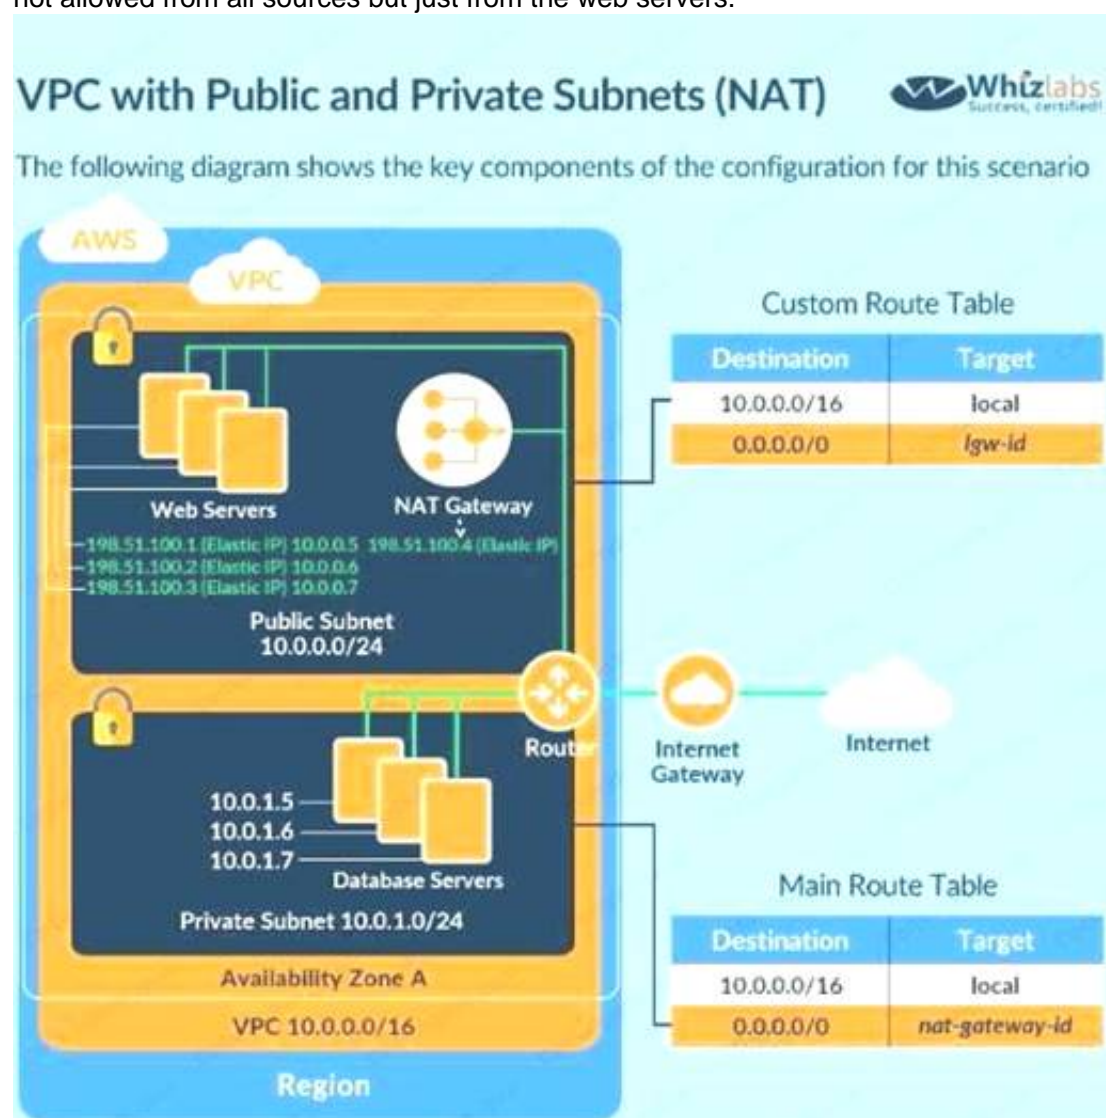 not allowed from all sources but just from the web servers.
VPC with Public and Private Subnets (NAT)
Whizlabs
Success, certified!
The following diagram shows the key components of the configuration for this scenario
AWS
VPC
Custom Route Table
Destination Target
10.0.0.0/16 local
0.0.0.0/0 Igw-id
Web Servers
NAT Gateway
198.51.100.1 (Elastic IP) 10.0.0.5 198.51.100.4 (Elastic IP)
198.51.100.2 (Elastic IP) 10.0.0.6
198.51.100.3 (Elastic IP) 10.0.0.7
Public Subnet
10.0.0.0/24
Router
Internet
Gateway
Internet
10.0.1.5
10.0.1.6
10.0.1.7
Database Servers
Private Subnet 10.0.1.0/24
Main Route Table
Destination Target
10.0.0.0/16 local
0.0.0.0/0 nat-gateway-id
Availability Zone A
VPC 10.0.0.0/16
Region